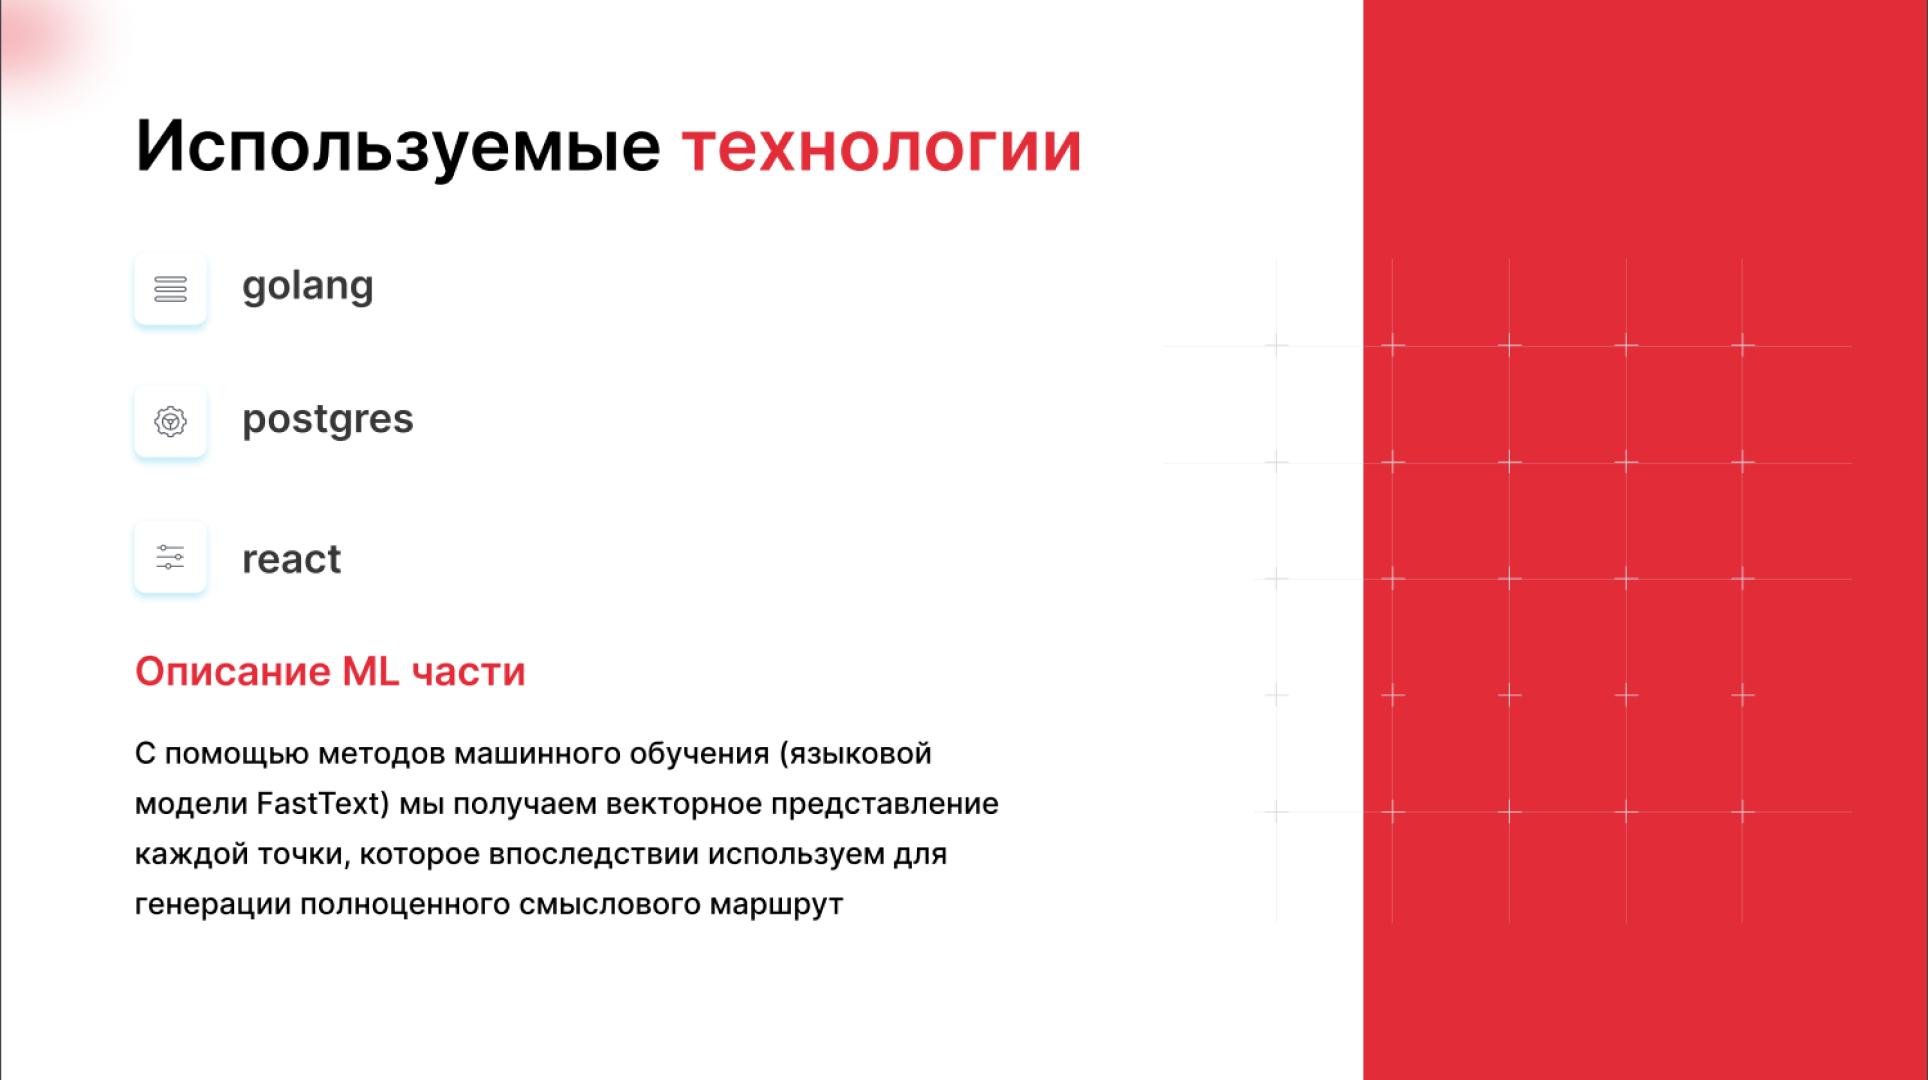 Используемые технологии
golang
postgres
react
Описание ML части
С помощью методов машинного обучения (языковой
модели FastText) мы получаем векторное представление
каждой точки, которое впоследствии используем для
генерации полноценного смыслового маршрут